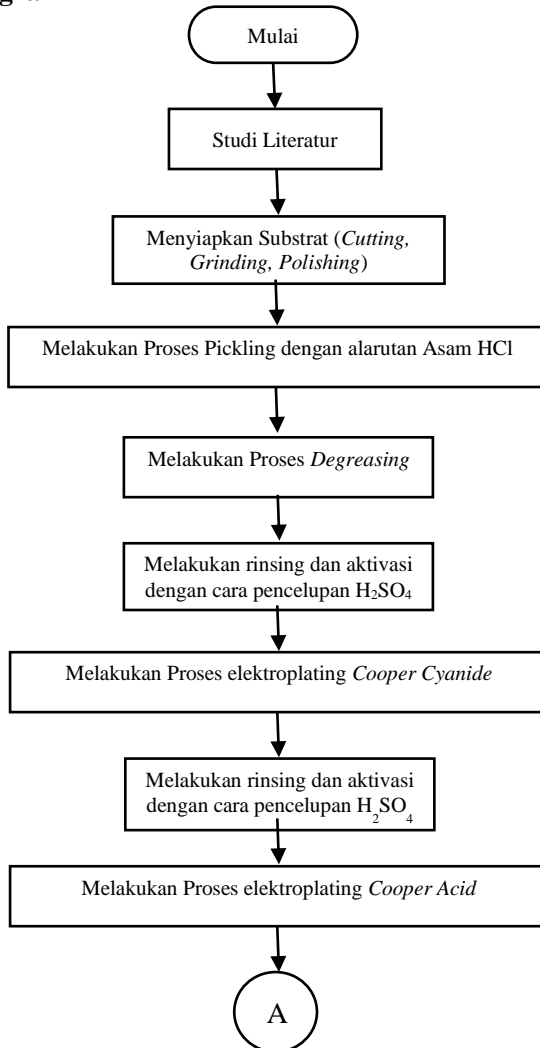 Mulai
Studi Literatur
Menyiapkan Substrat (Cutting,
Grinding, Polishing)
Melakukan Proses Pickling dengan alarutan Asam HCl
Melakukan Proses Degreasing
Melakukan rinsing dan aktivasi
dengan cara pencelupan H₂SO₄
Melakukan Proses elektroplating Cooper Cyanide
Melakukan rinsing dan aktivasi
dengan cara pencelupan H₂SO₄
Melakukan Proses elektroplating Cooper Acid
A